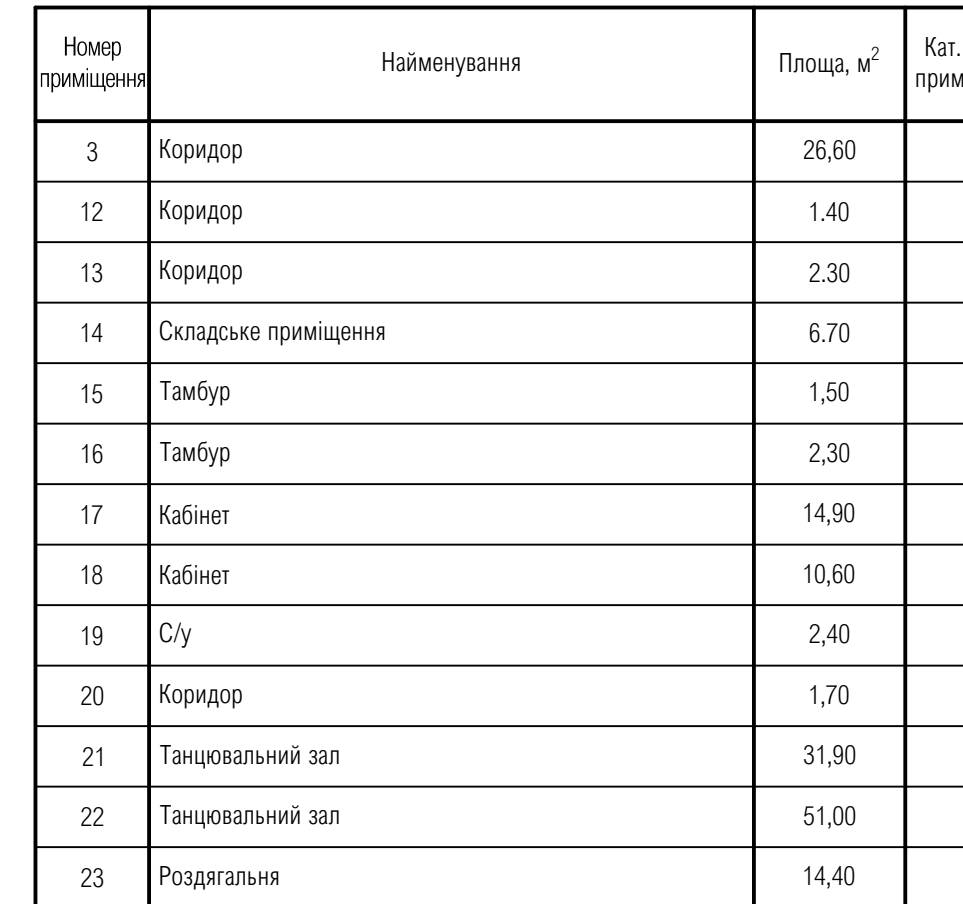 Номер приміщення Найменування Площа, м² Кат. прим
3 Коридор 26,60
12 Коридор 1.40
13 Коридор 2.30
14 Складське приміщення 6.70
15 Тамбур 1,50
16 Тамбур 2,30
17 Кабінет 14,90
18 Кабінет 10,60
19 С/у 2,40
20 Коридор 1,70
21 Танцювальний зал 31,90
22 Танцювальний зал 51,00
23 Роздягальня 14,40